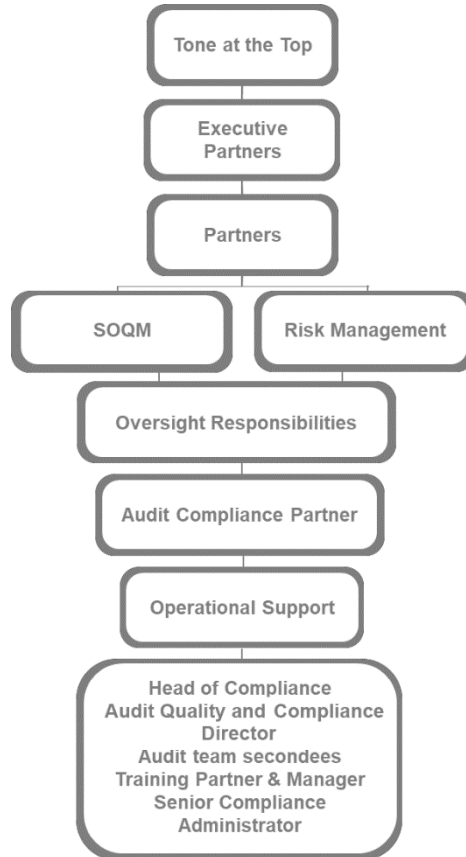 Tone at the Top
Executive
Partners
Partners
SOQM
Risk Management
Oversight Responsibilities
Audit Compliance Partner
Operational Support
Head of Compliance
Audit Quality and Compliance
Director
Audit team secondees
Training Partner & Manager
Senior Compliance
Administrator